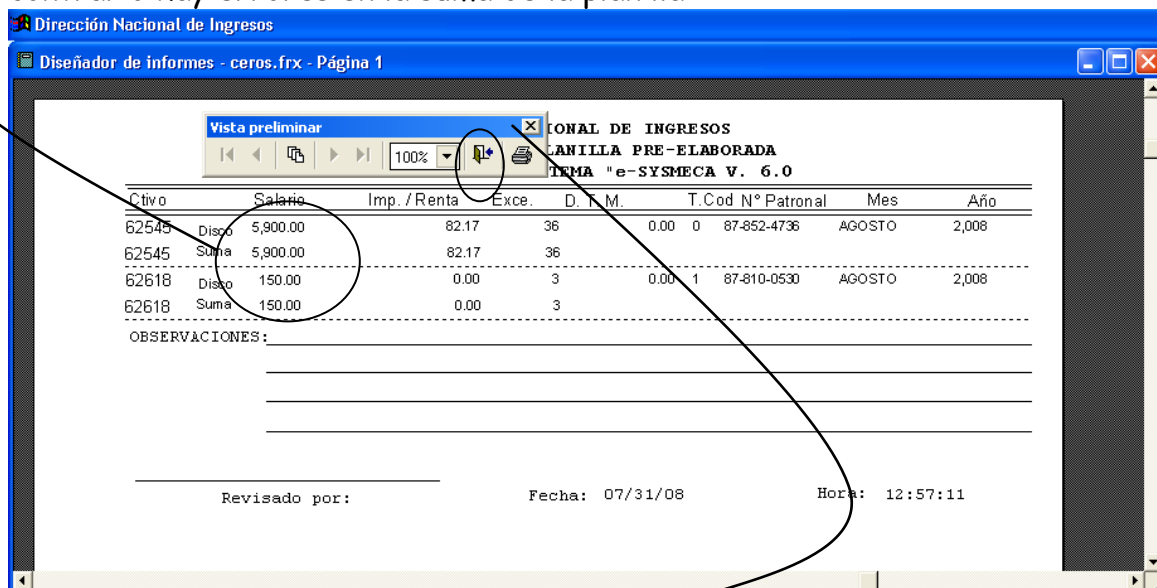 Dirección Nacional de Ingresos
Diseñador de informes - ceros.frx - Página 1
Vista preliminar
100%
IONAL DE INGRESOS
LANILLA PRE-ELABORADA
TEMA "e-SYSMECA V. 6.0
Ctivo Salario Imp. / Renta Exce. D. T. M. T.Cod N° Patronal Mes Año
62545 Disco 5,900.00 82.17 36 0.00 0 87-852-4736 AGOSTO 2,008
62545 Suma 5,900.00 82.17 36
62618 Disco 150.00 0.00 3 0.00 1 87-810-0530 AGOSTO 2,008
62618 Suma 150.00 0.00 3
OBSERVACIONES:
Revisado por: Fecha: 07/31/08 Hora: 12:57:11